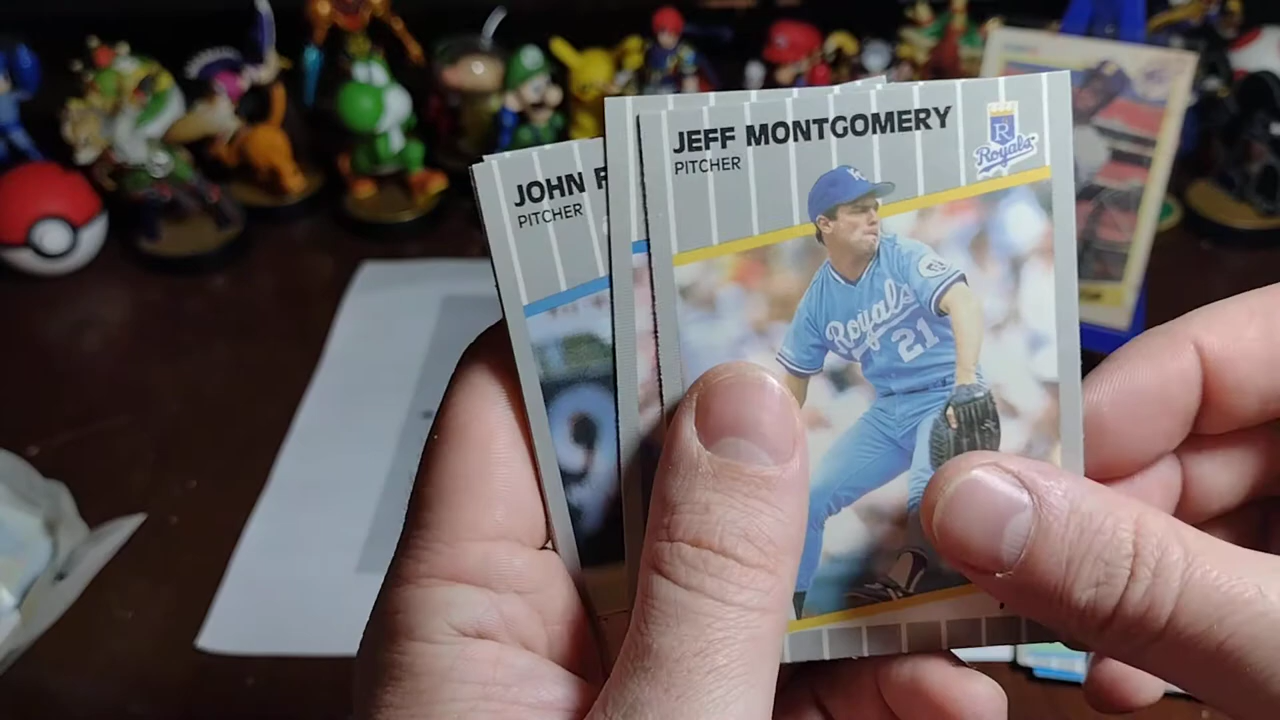 JEFF MONTGOMERY
PITCHER
R
Royals
JOHN F
PITCHER
Royals
21